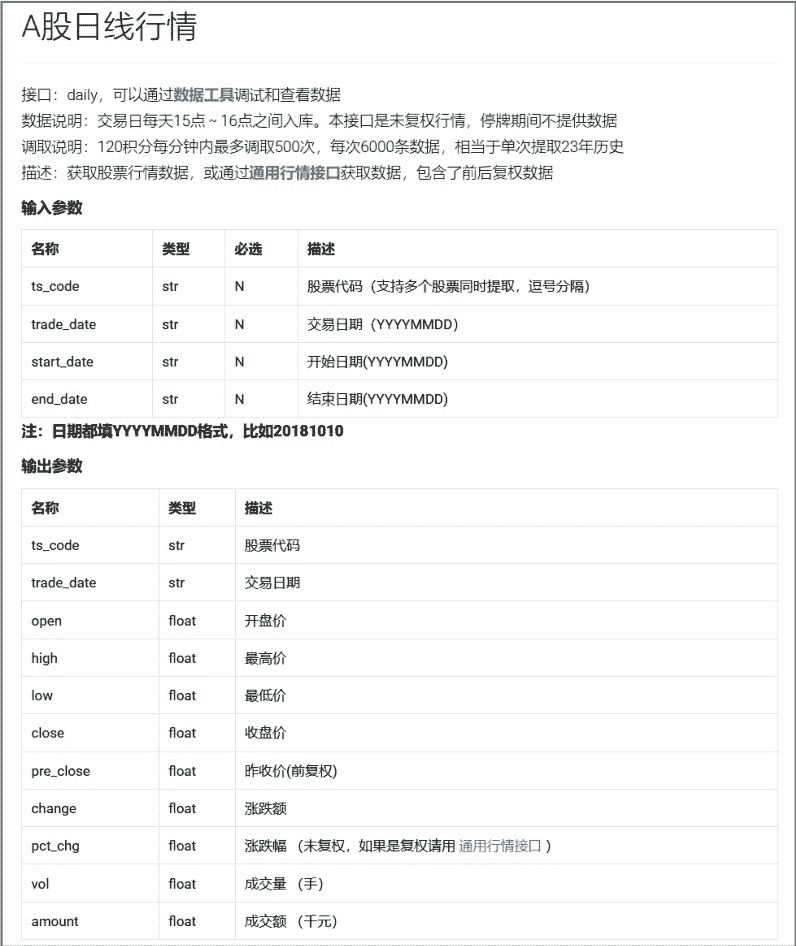 A股日线行情
接口：daily，可以通过数据工具调试和查看数据
数据说明：交易日每天15点～16点之间入库。本接口是未复权行情，停牌期间不提供数据
调取说明：120积分每分钟内最多调取500次，每次6000条数据，相当于单次提取23年历史
描述：获取股票行情数据，或通过通用行情接口获取数据，包含了前后复权数据
输入参数
名称 类型 必选 描述
ts_code str N 股票代码（支持多个股票同时提取，逗号分隔）
trade_date str N 交易日期（YYYYMMDD）
start_date str N 开始日期(YYYYMMDD)
end_date str N 结束日期(YYYYMMDD)
注：日期都填YYYYMMDD格式，比如20181010
输出参数
名称 类型 描述
ts_code str 股票代码
trade_date str 交易日期
open float 开盘价
high float 最高价
low float 最低价
close float 收盘价
pre_close float 昨收价(前复权)
change float 涨跌额
pct_chg float 涨跌幅 （未复权，如果是复权请用 通用行情接口 ）
vol float 成交量 （手）
amount float 成交额 （千元）